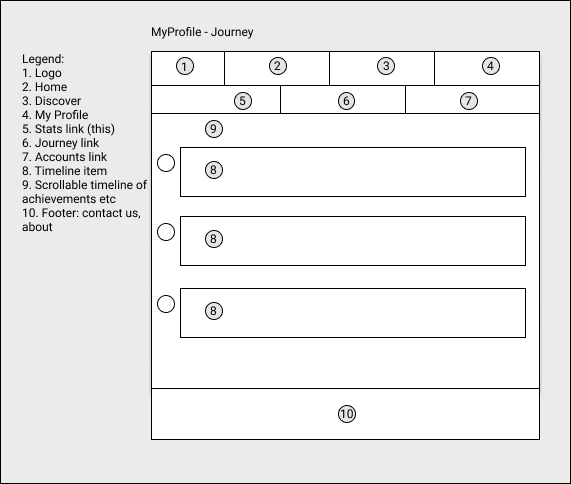 MyProfile - Journey
Legend:
1. Logo
2. Home
3. Discover
4. My Profile
5. Stats link (this)
6. Journey link
7. Accounts link
8. Timeline item
9. Scrollable timeline of
achievements etc
10. Footer: contact us,
about
1 2 3 4
5 6 7
9
8
8
8
10